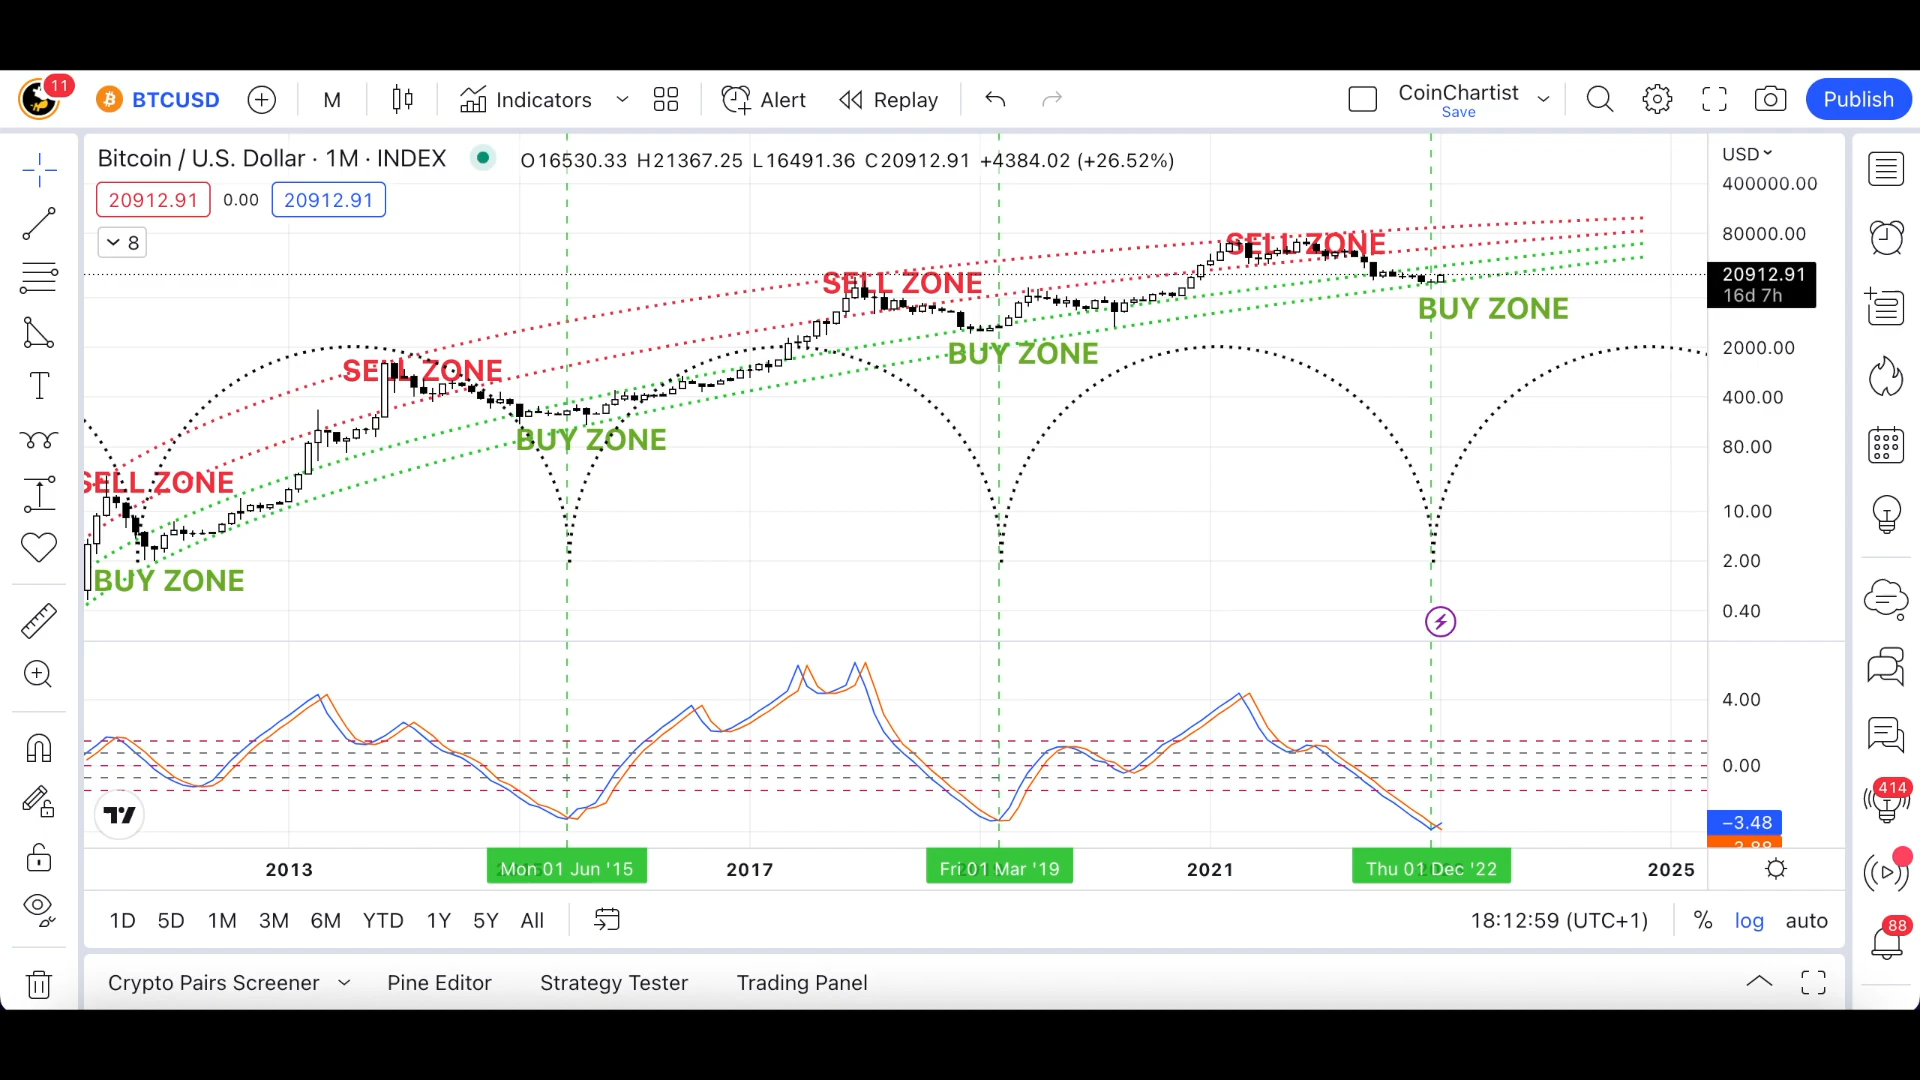 11
BTCUSD
M
Indicators
Alert
Replay
CoinChartist
Save
Publish
Bitcoin / U.S. Dollar · 1M · INDEX
O16530.33 H21367.25 L16491.36 C20912.91 +4384.02 (+26.52%)
20912.91 0.00 20912.91
8
USD
400000.00
80000.00
20912.91
16d 7h
2000.00
400.00
80.00
10.00
2.00
0.40
SELL ZONE
SELL ZONE
SELL ZONE
SELL ZONE
BUY ZONE
BUY ZONE
BUY ZONE
BUY ZONE
4.00
0.00
−3.48
414
2013
Mon 01 Jun '15
2017
Fri 01 Mar '19
2021
Thu 01 Dec '22
2025
1D 5D 1M 3M 6M YTD 1Y 5Y All
18:12:59 (UTC+1)
% log auto
88
Crypto Pairs Screener
Pine Editor
Strategy Tester
Trading Panel